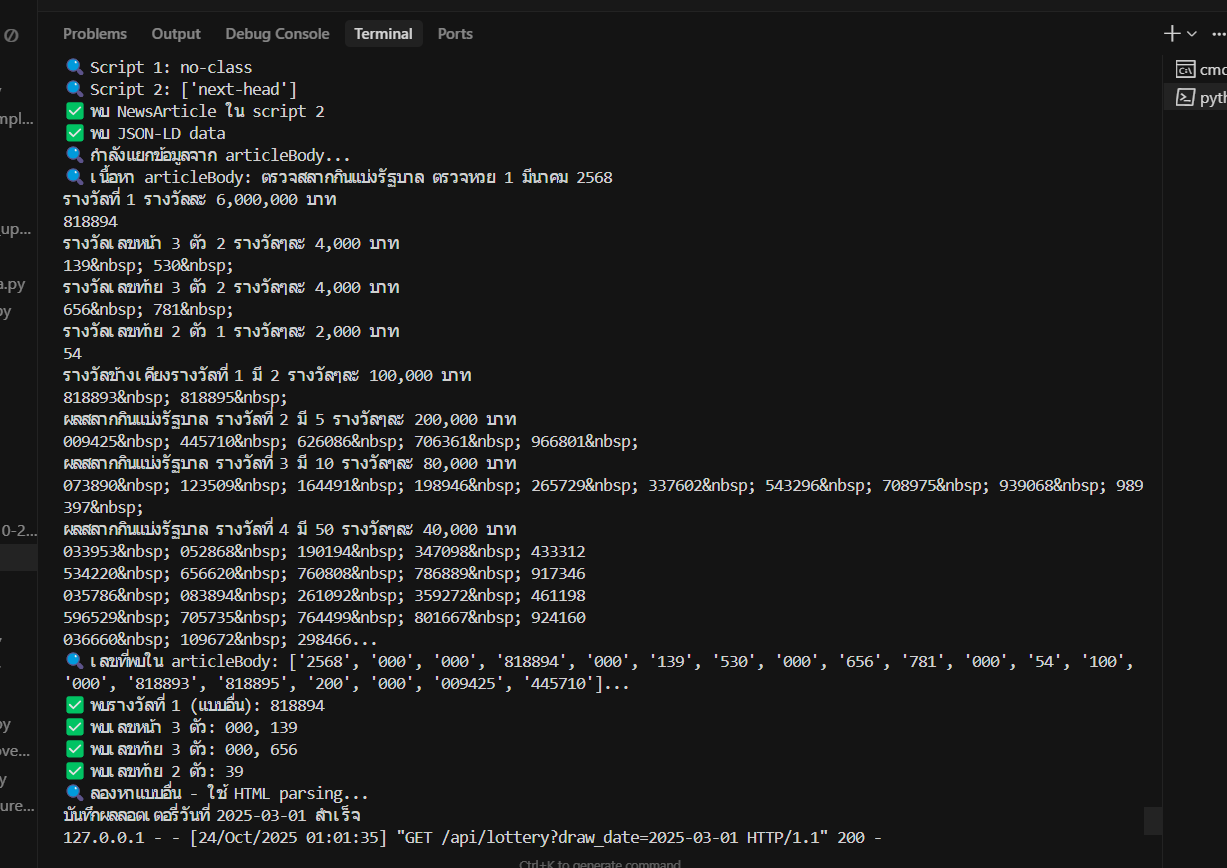 Problems Output Debug Console Terminal Ports
🔍 Script 1: no-class
🔍 Script 2: ['next-head']
✅ พบ NewsArticle ใน script 2
✅ พบ JSON-LD data
🔍 กำลังแยกข้อมูลจาก articleBody...
🔍 เนื้อหา articleBody: ตรวจสลากกินแบ่งรัฐบาล ตรวจหวย 1 มีนาคม 2568
รางวัลที่ 1 รางวัลละ 6,000,000 บาท
818894
รางวัลเลขหน้า 3 ตัว 2 รางวัลๆละ 4,000 บาท
139&nbsp; 530&nbsp;
รางวัลเลขท้าย 3 ตัว 2 รางวัลๆละ 4,000 บาท
656&nbsp; 781&nbsp;
รางวัลเลขท้าย 2 ตัว 1 รางวัลๆละ 2,000 บาท
54
รางวัลข้างเคียงรางวัลที่ 1 มี 2 รางวัลๆละ 100,000 บาท
818893&nbsp; 818895&nbsp;
ผลสลากกินแบ่งรัฐบาล รางวัลที่ 2 มี 5 รางวัลๆละ 200,000 บาท
009425&nbsp; 445710&nbsp; 626086&nbsp; 706361&nbsp; 966801&nbsp;
ผลสลากกินแบ่งรัฐบาล รางวัลที่ 3 มี 10 รางวัลๆละ 80,000 บาท
073890&nbsp; 123509&nbsp; 164491&nbsp; 198946&nbsp; 265729&nbsp; 337602&nbsp; 543296&nbsp; 708975&nbsp; 939068&nbsp; 989
397&nbsp;
ผลสลากกินแบ่งรัฐบาล รางวัลที่ 4 มี 50 รางวัลๆละ 40,000 บาท
033953&nbsp; 052868&nbsp; 190194&nbsp; 347098&nbsp; 433312
534220&nbsp; 656620&nbsp; 760808&nbsp; 786889&nbsp; 917346
035786&nbsp; 083894&nbsp; 261092&nbsp; 359272&nbsp; 461198
596529&nbsp; 705735&nbsp; 764499&nbsp; 801667&nbsp; 924160
036660&nbsp; 109672&nbsp; 298466...
🔍 เลขที่พบใน articleBody: ['2568', '000', '000', '818894', '000', '139', '530', '000', '656', '781', '000', '54', '100',
'000', '818893', '818895', '200', '000', '009425', '445710']...
✅ พบรางวัลที่ 1 (แบบอื่น): 818894
✅ พบเลขหน้า 3 ตัว: 000, 139
✅ พบเลขท้าย 3 ตัว: 000, 656
✅ พบเลขท้าย 2 ตัว: 39
🔍 ลองหาแบบอื่น - ใช้ HTML parsing...
บันทึกผลลอตเตอรี่วันที่ 2025-03-01 สำเร็จ
127.0.0.1 - - [24/Oct/2025 01:01:35] "GET /api/lottery?draw_date=2025-03-01 HTTP/1.1" 200 -
Ctrl+K to generate command
mpl...
up...
a.py
0-2...
ove...
ure...
cmd
pyth